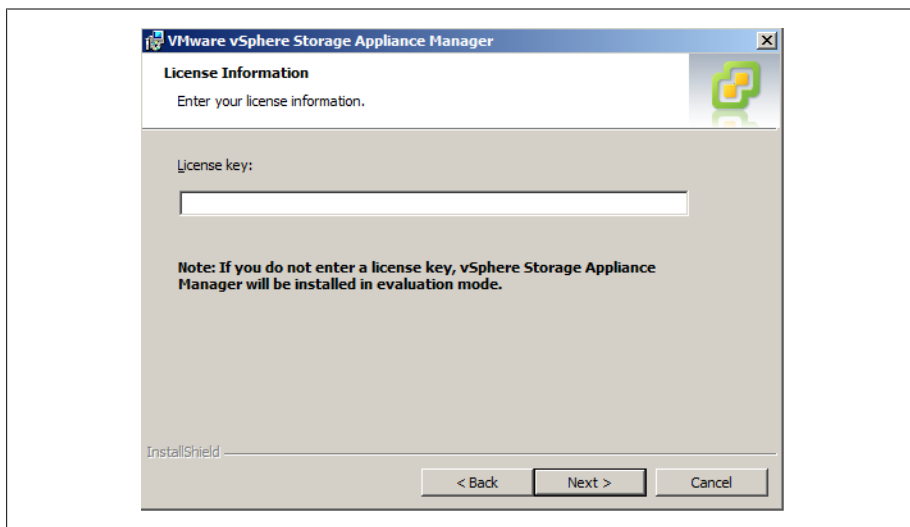 VMware vSphere Storage Appliance Manager
License Information
Enter your license information.
License key:
Note: If you do not enter a license key, vSphere Storage Appliance
Manager will be installed in evaluation mode.
InstallShield
< Back Next > Cancel